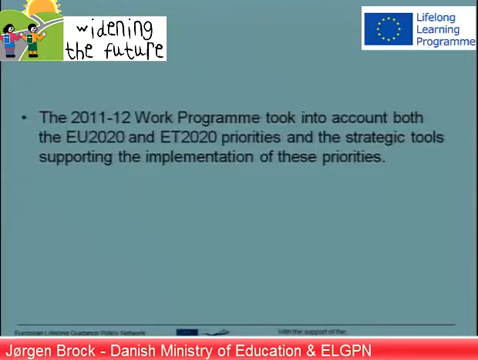 widening
the future
Lifelong
Learning
Programme
• The 2011-12 Work Programme took into account both
the EU2020 and ET2020 priorities and the strategic tools
supporting the implementation of these priorities.
European Lifelong Guidance Policy Network
With the support of the
Jørgen Brock - Danish Ministry of Education & ELGPN